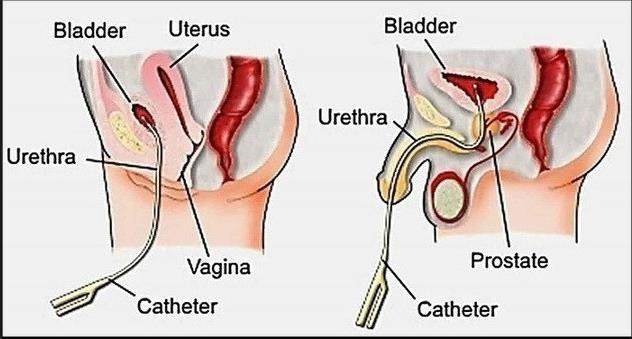 Bladder
Uterus
Urethra
Vagina
Catheter
Bladder
Urethra
Prostate
Catheter